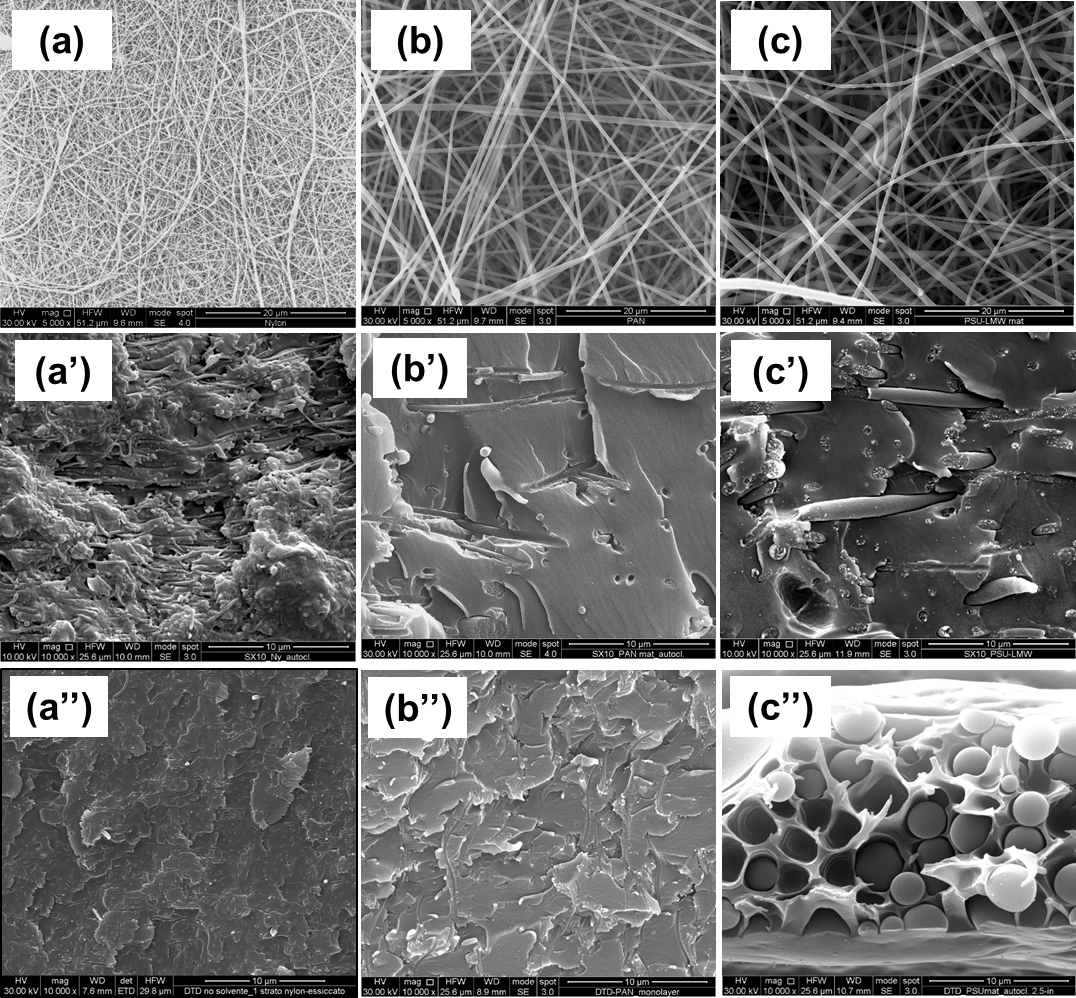 (a)
HV mag □ HFW WD mode spot 20 µm
30.00 kV 5 000 x 51.2 µm 9.6 mm SE 4.0 Nylon
(b)
HV mag □ HFW WD mode spot 20 µm
30.00 kV 5 000 x 51.2 µm 9.7 mm SE 3.0 PAN
(c)
HV mag □ HFW WD mode spot 20 µm
30.00 kV 5 000 x 51.2 µm 9.4 mm SE 3.0 PSU-LMW mat
(a’)
HV mag □ HFW WD mode spot 10 µm
10.00 kV 10 000 x 25.6 µm 10.0 mm SE 3.0 SX10_Ny_autocl.
(b’)
HV mag □ HFW WD mode spot 10 µm
30.00 kV 10 000 x 25.6 µm 10.0 mm SE 4.0 SX10_PAN mat_autocl.
(c’)
HV mag □ HFW WD mode spot 10 µm
10.00 kV 10 000 x 25.6 µm 11.9 mm SE 3.0 SX10_PSU-LMW
(a’’)
HV mag WD det HFW 10 µm
30.00 kV 10 000 x 7.6 mm ETD 29.8 µm DTD no solvente_1 strato nylon-essiccato
(b’’)
HV mag □ HFW WD mode spot 10 µm
30.00 kV 10 000 x 25.6 µm 8.9 mm SE 3.0 DTD-PAN_monolayer
(c’’)
HV mag □ HFW WD mode spot 10 µm
30.00 kV 10 000 x 25.6 µm 10.7 mm SE 3.0 DTD_PSUmat_autocl. 2.5-in